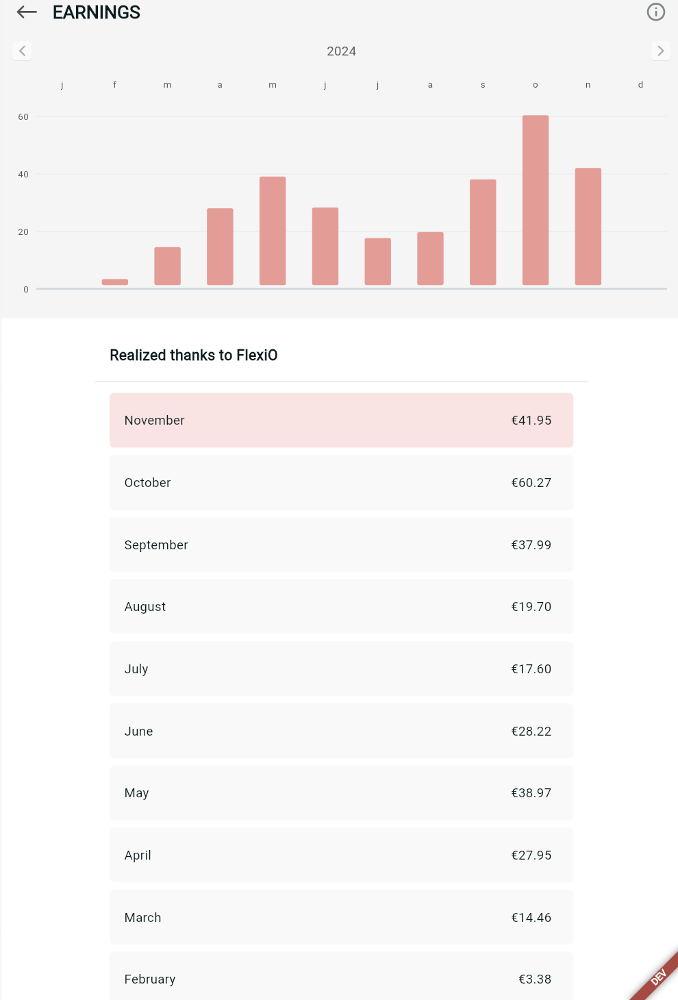 EARNINGS
2024
j f m a m j j a s o n d
60
40
20
0
Realized thanks to FlexiO
November €41.95
October €60.27
September €37.99
August €19.70
July €17.60
June €28.22
May €38.97
April €27.95
March €14.46
February €3.38
DEV